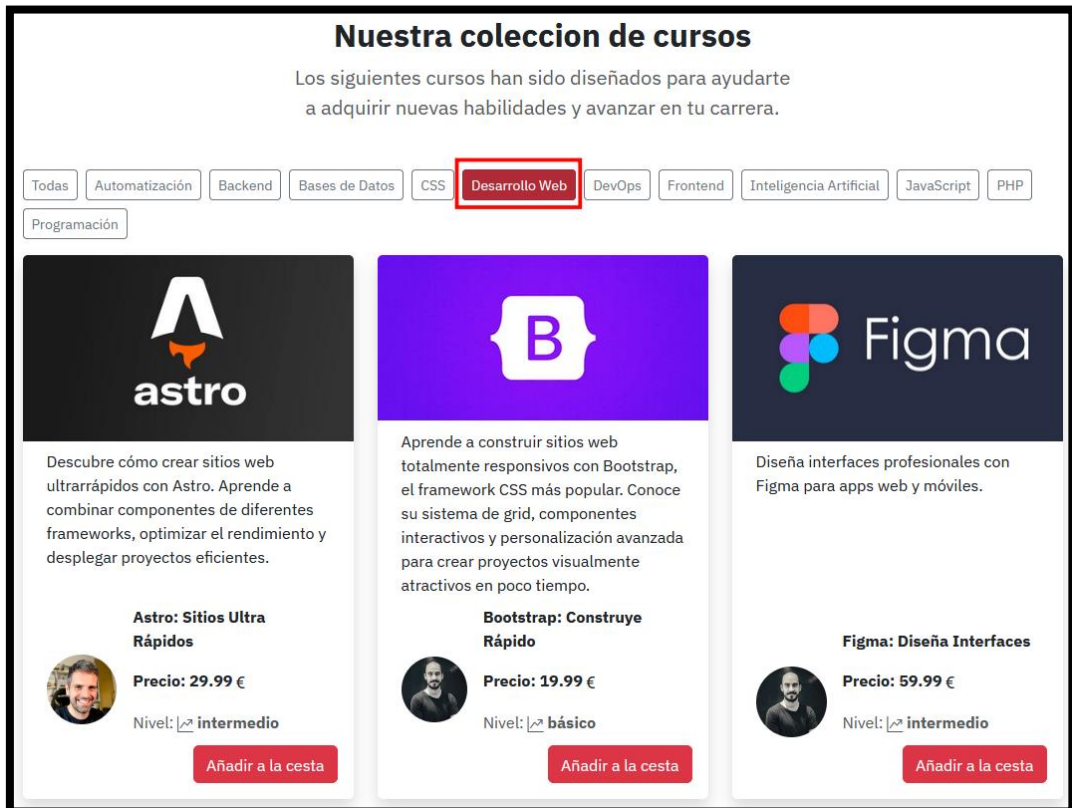 Nuestra coleccion de cursos
Los siguientes cursos han sido diseñados para ayudarte
a adquirir nuevas habilidades y avanzar en tu carrera.
Todas Automatización Backend Bases de Datos CSS Desarrollo Web DevOps Frontend Inteligencia Artificial JavaScript PHP
Programación
astro
Descubre cómo crear sitios web
ultrarrápidos con Astro. Aprende a
combinar componentes de diferentes
frameworks, optimizar el rendimiento y
desplegar proyectos eficientes.
Astro: Sitios Ultra
Rápidos
Precio: 29.99 €
Nivel: intermedio
Añadir a la cesta
B
Aprende a construir sitios web
totalmente responsivos con Bootstrap,
el framework CSS más popular. Conoce
su sistema de grid, componentes
interactivos y personalización avanzada
para crear proyectos visualmente
atractivos en poco tiempo.
Bootstrap: Construye
Rápido
Precio: 19.99 €
Nivel: básico
Añadir a la cesta
Figma
Diseña interfaces profesionales con
Figma para apps web y móviles.
Figma: Diseña Interfaces
Precio: 59.99 €
Nivel: intermedio
Añadir a la cesta